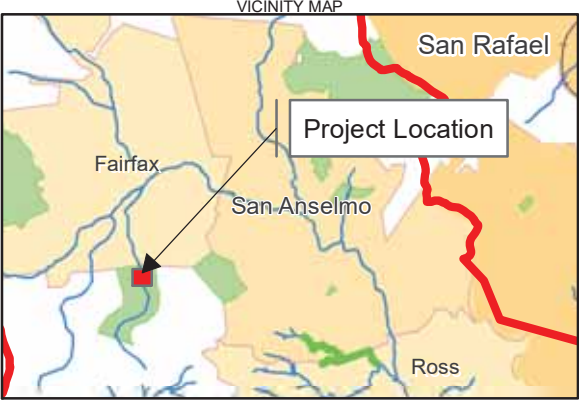 VICINITY MAP
San Rafael
Project Location
Fairfax
San Anselmo
Ross